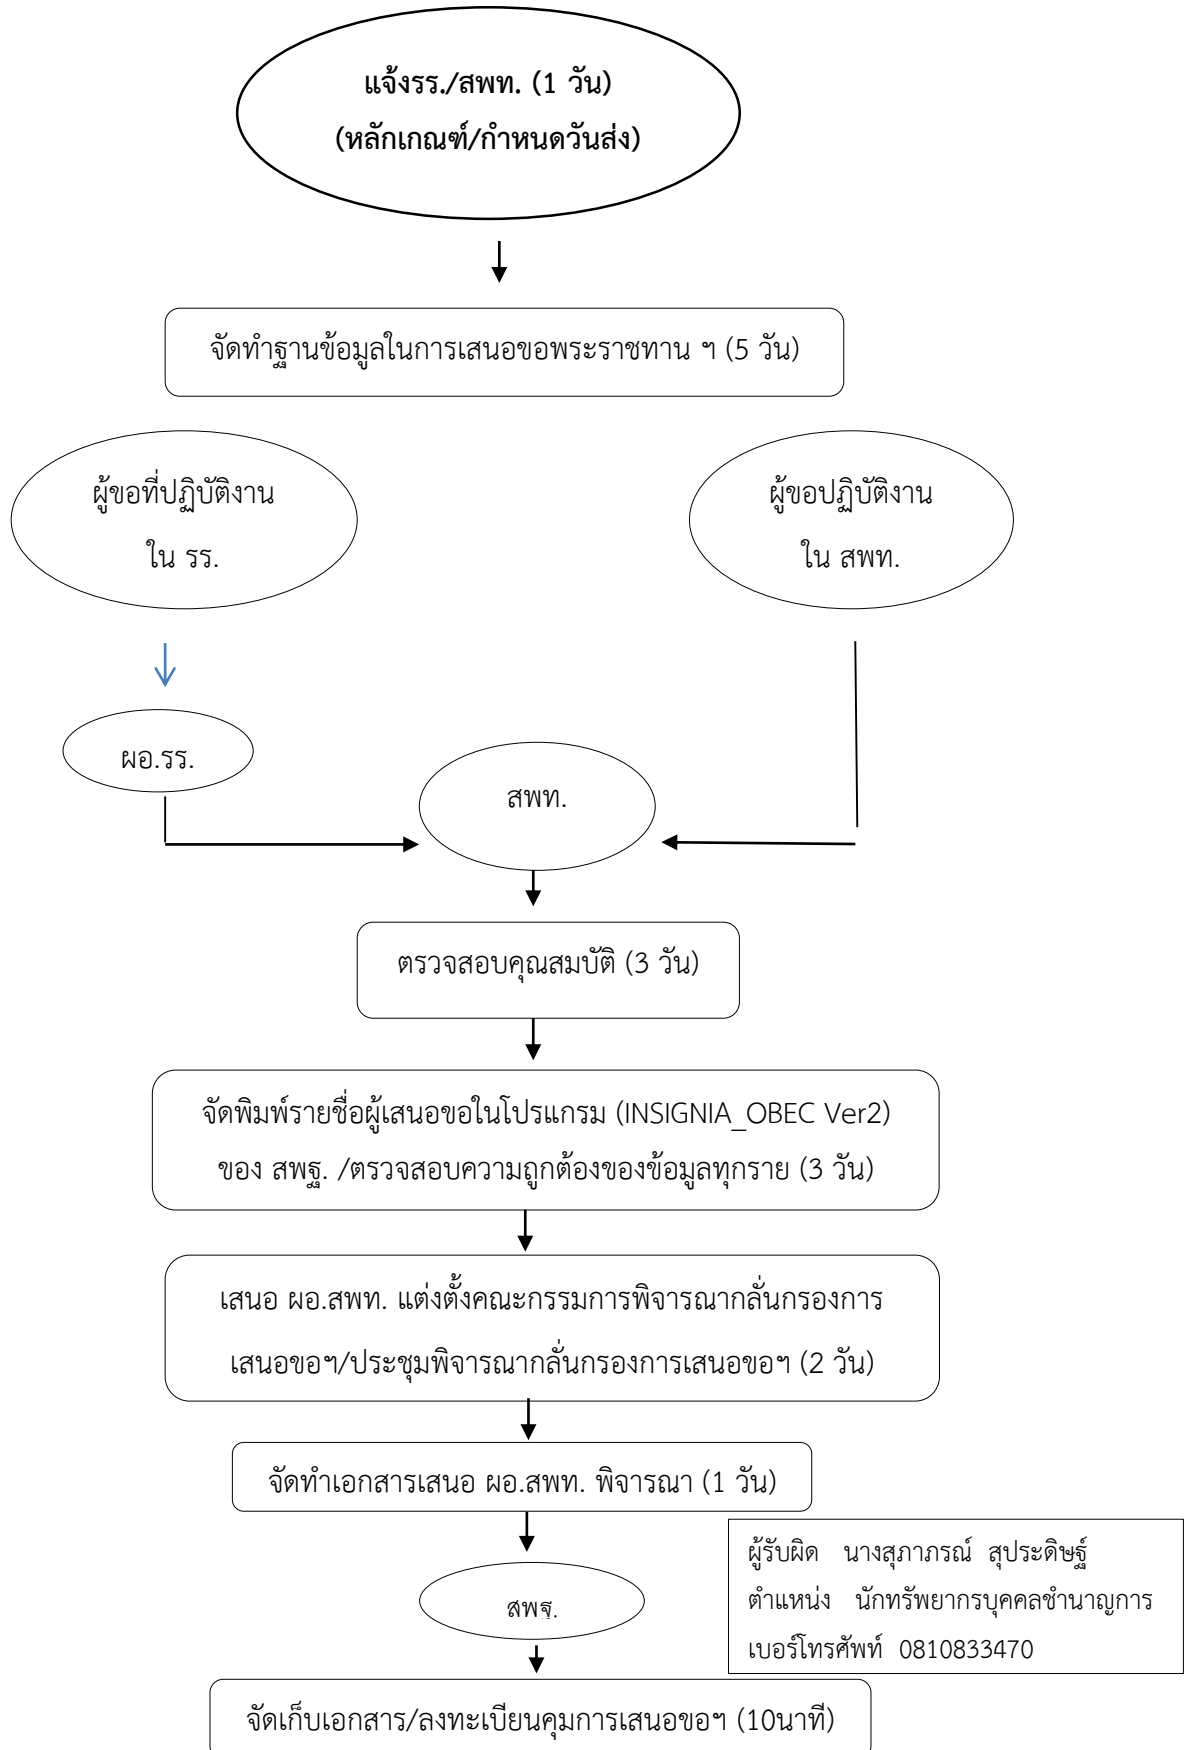 แจ้งรร./สพท. (1 วัน)
(หลักเกณฑ์/กำหนดวันส่ง)
จัดทำฐานข้อมูลในการเสนอขอพระราชทาน ฯ (5 วัน)
ผู้ขอที่ปฏิบัติงาน
ใน รร.
ผู้ขอปฏิบัติงาน
ใน สพท.
ผอ.รร.
สพท.
ตรวจสอบคุณสมบัติ (3 วัน)
จัดพิมพ์รายชื่อผู้เสนอขอในโปรแกรม (INSIGNIA_OBEC Ver2)
ของ สพฐ. /ตรวจสอบความถูกต้องของข้อมูลทุกราย (3 วัน)
เสนอ ผอ.สพท. แต่งตั้งคณะกรรมการพิจารณากลั่นกรองการ
เสนอขอฯ/ประชุมพิจารณากลั่นกรองการเสนอขอฯ (2 วัน)
จัดทำเอกสารเสนอ ผอ.สพท. พิจารณา (1 วัน)
สพฐ.
ผู้รับผิด นางสุภาภรณ์ สุประดิษฐ์
ตำแหน่ง นักทรัพยากรบุคคลชำนาญการ
เบอร์โทรศัพท์ 0810833470
จัดเก็บเอกสาร/ลงทะเบียนคุมการเสนอขอฯ (10นาที)